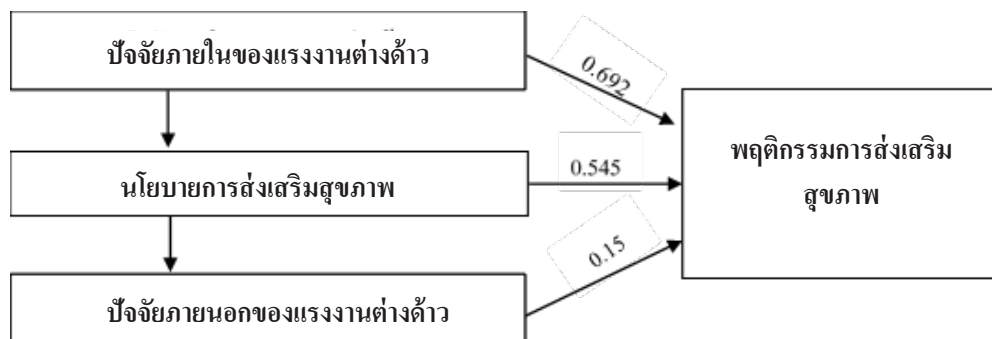 ปัจจัยภายในของแรงงานต่างด้าว
0.692
พฤติกรรมการส่งเสริม
สุขภาพ
นโยบายการส่งเสริมสุขภาพ
0.545
0.15
ปัจจัยภายนอกของแรงงานต่างด้าว